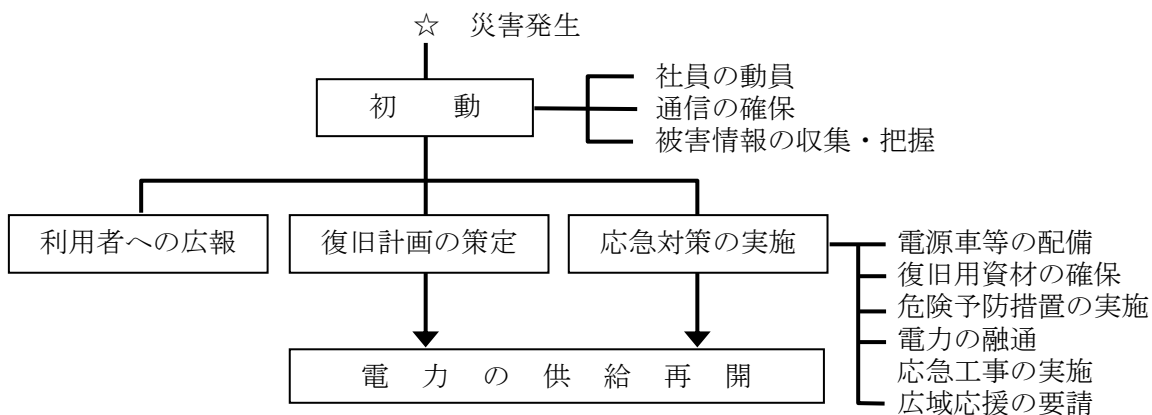 ☆ 災害発生
初 動
社員の動員
通信の確保
被害情報の収集・把握
利用者への広報
復旧計画の策定
応急対策の実施
電源車等の配備
復旧用資材の確保
危険予防措置の実施
電力の融通
応急工事の実施
広域応援の要請
電 力 の 供 給 再 開